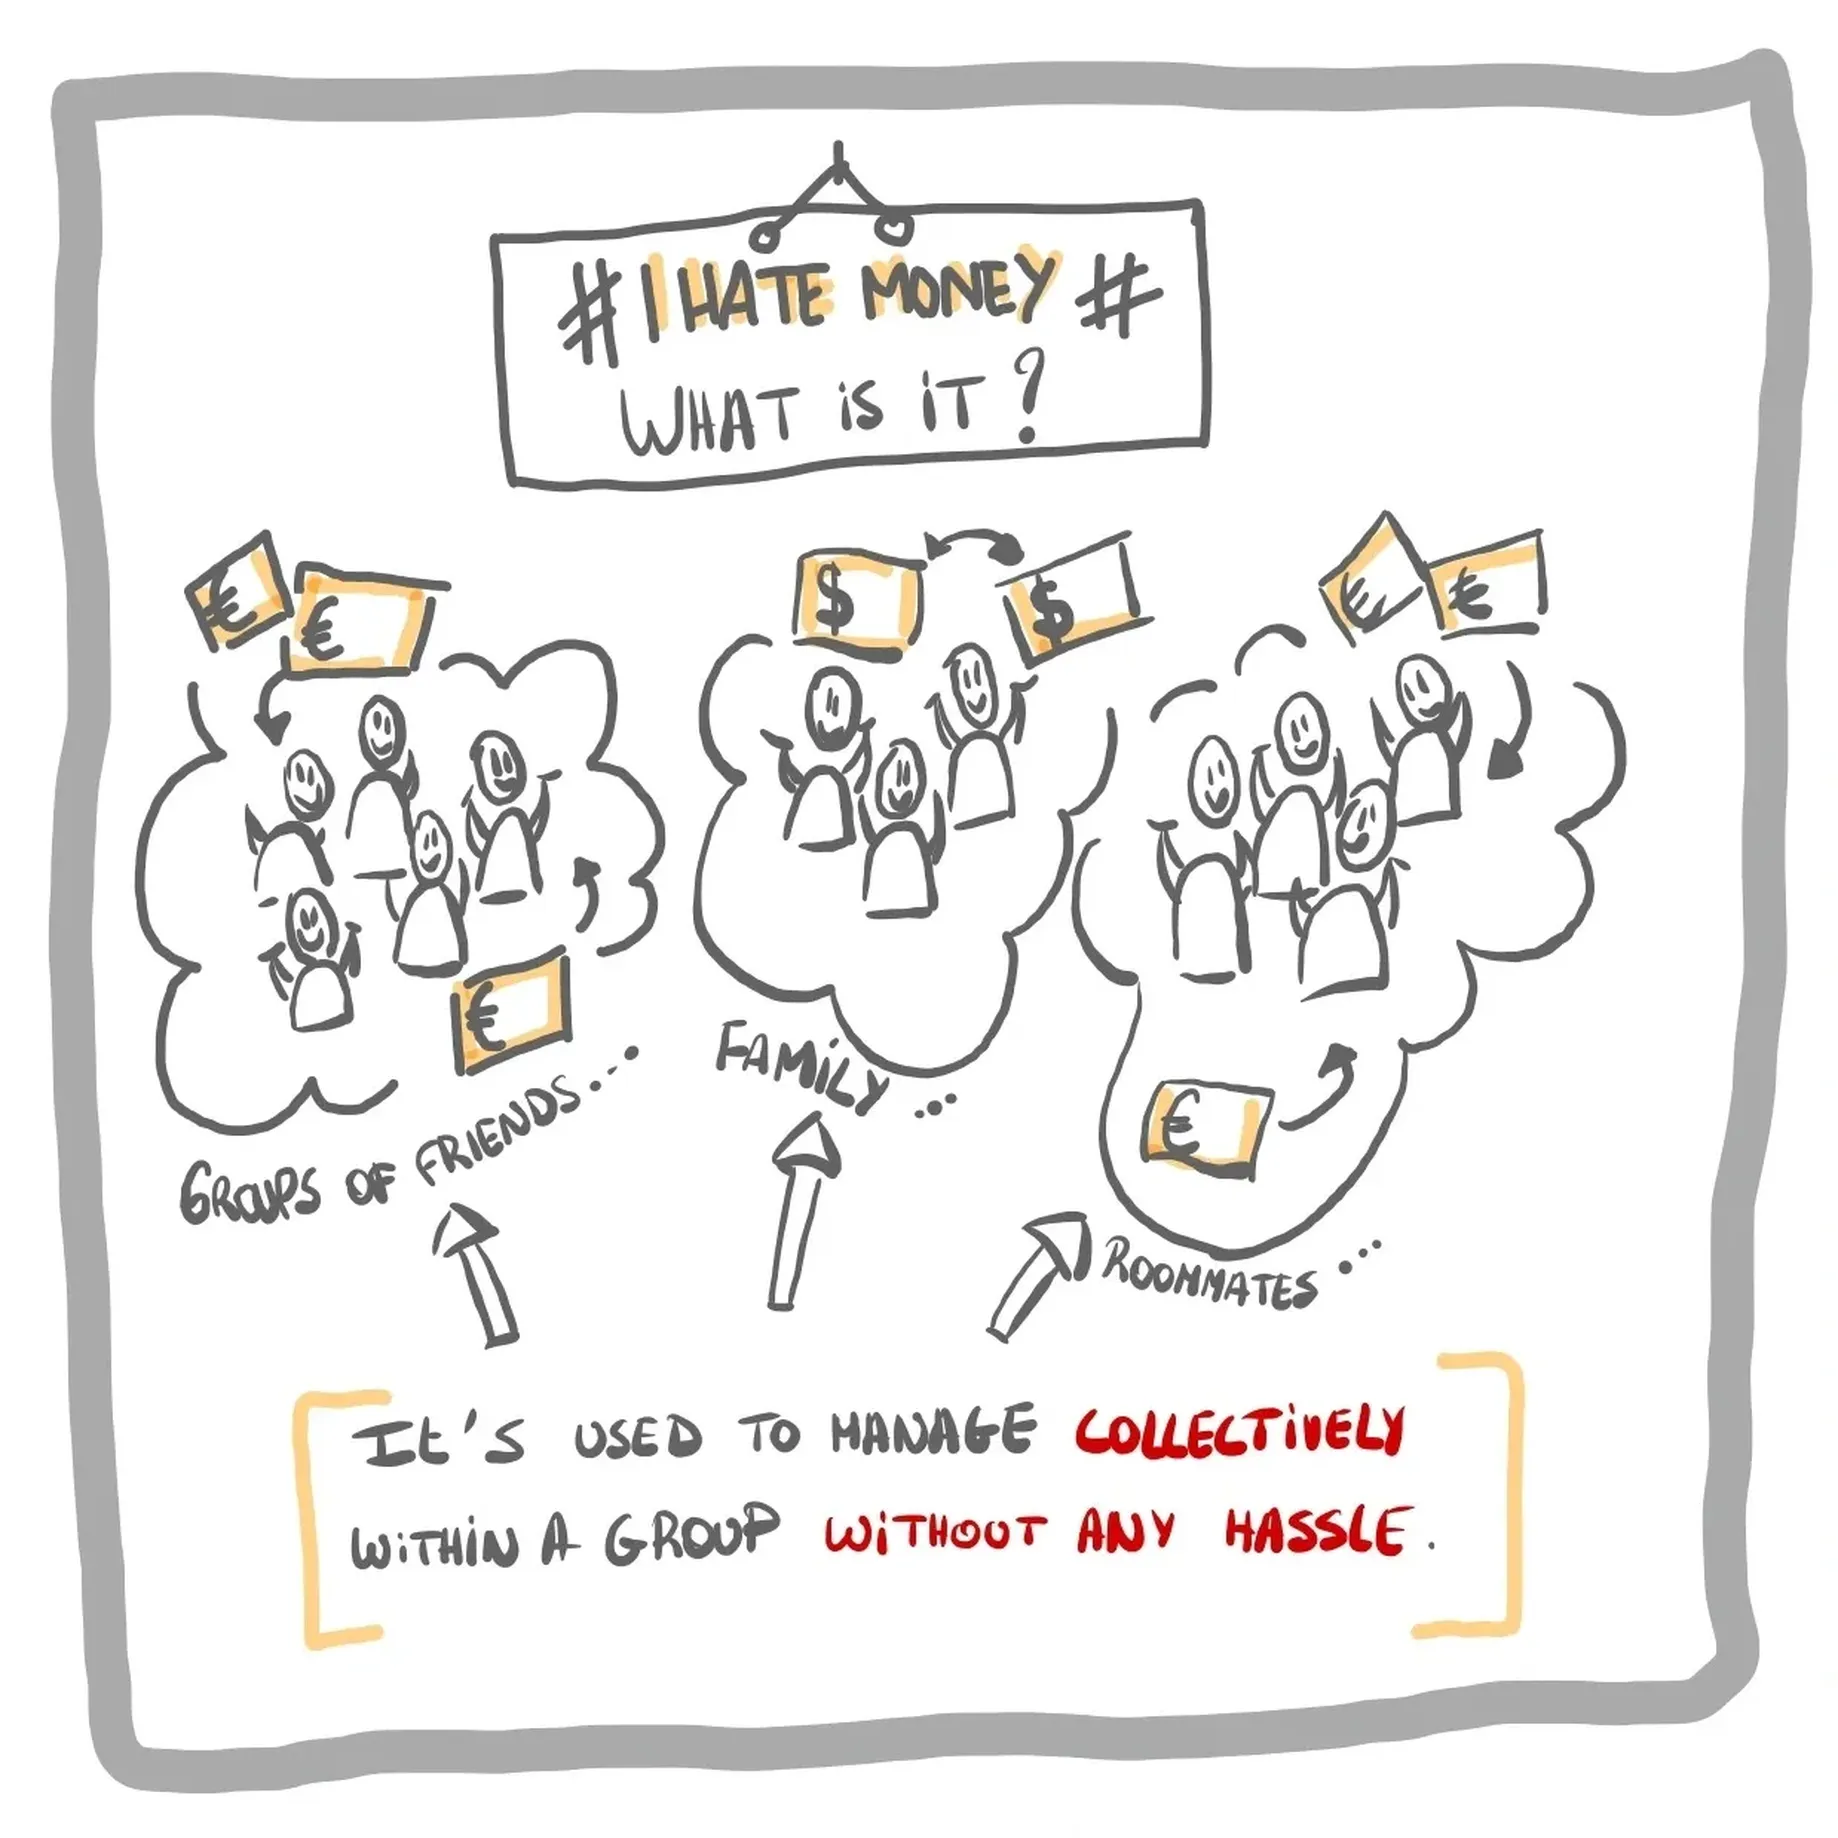 # I HATE MONEY #
WHAT iS iT ?
€ €
$ $
€ €
€
GROUPS OF FRIENDS...
FAMiLY ...
€
ROOMMATES ...
It's USED TO MANAGE COLLECTiVELY
WiTHiN A GROUP WiTHOUT ANY HASSLE.